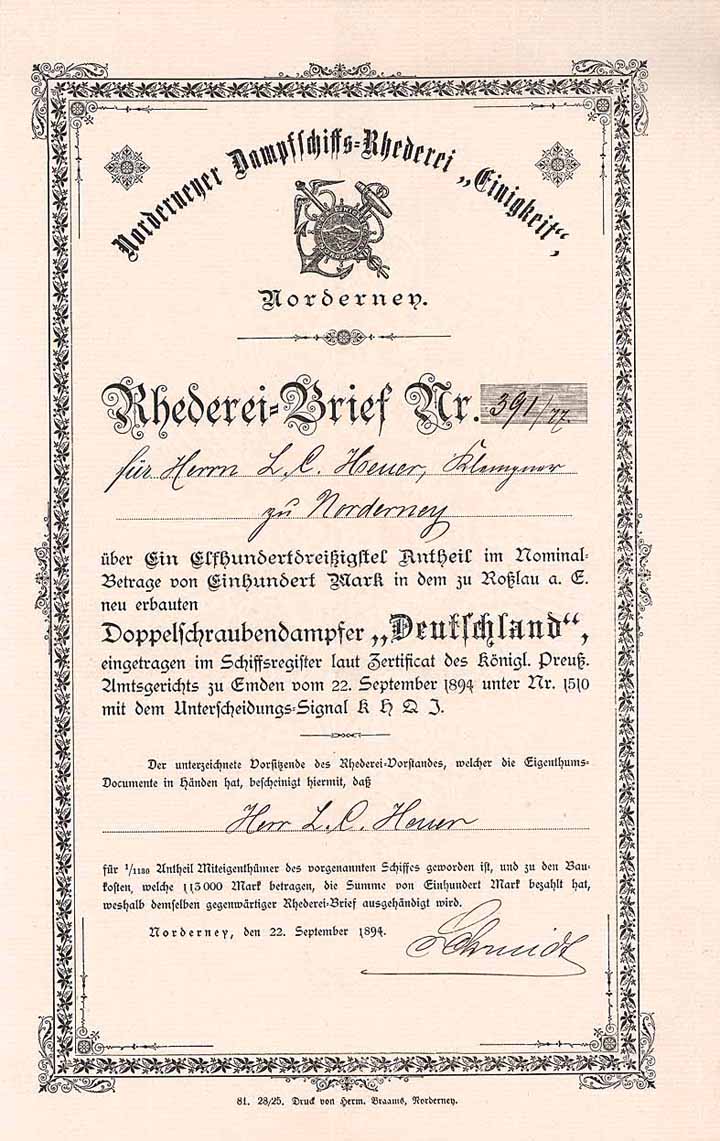 Norderneyer Dampfschiffs-Rhederei „Einigkeit“,
Norderney.
Rhederei-Brief Nr. 391/77.
für Herrn L. C. Heuer, Klempner
zu Norderney
über Ein Elfhundertdreißigstel Antheil im Nominal-
Betrage von Einhundert Mark in dem zu Roßlau a. E.
neu erbauten
Doppelschraubendampfer „Deutschland“,
eingetragen im Schiffsregister laut Zertificat des Königl. Preuß.
Amtsgerichts zu Emden vom 22. September 1894 unter Nr. 1510
mit dem Unterscheidungs-Signal K H Q J.
Der unterzeichnete Vorsitzende des Rhederei-Vorstandes, welcher die Eigenthums-
Documente in Händen hat, bescheinigt hiermit, daß
Herr L. C. Heuer
für 1/1130 Antheil Miteigenthümer des vorgenannten Schiffes geworden ist, und zu den Bau-
kosten, welche 113000 Mark betragen, die Summe von Einhundert Mark bezahlt hat,
weshalb demselben gegenwärtiger Rhederei-Brief ausgehändigt wird.
Norderney, den 22. September 1894.
Schmidt
81. 28/25. Druck von Herm. Braams, Norderney.